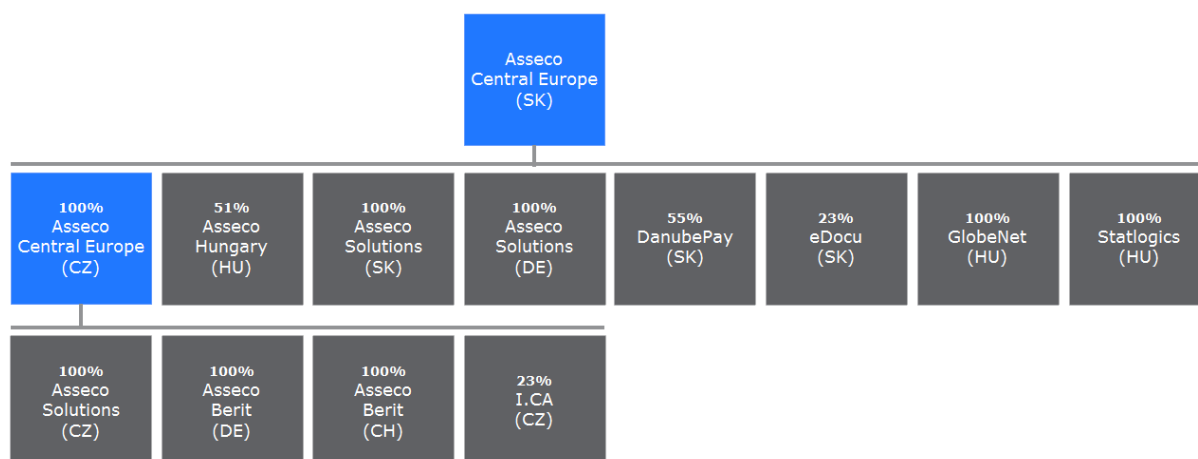 Asseco
Central Europe
(SK)
100%
Asseco
Central Europe
(CZ)
51%
Asseco
Hungary
(HU)
100%
Asseco
Solutions
(SK)
100%
Asseco
Solutions
(DE)
55%
DanubePay
(SK)
23%
eDocu
(SK)
100%
GlobeNet
(HU)
100%
Statlogics
(HU)
100%
Asseco
Solutions
(CZ)
100%
Asseco
Berit
(DE)
100%
Asseco
Berit
(CH)
23%
I.CA
(CZ)